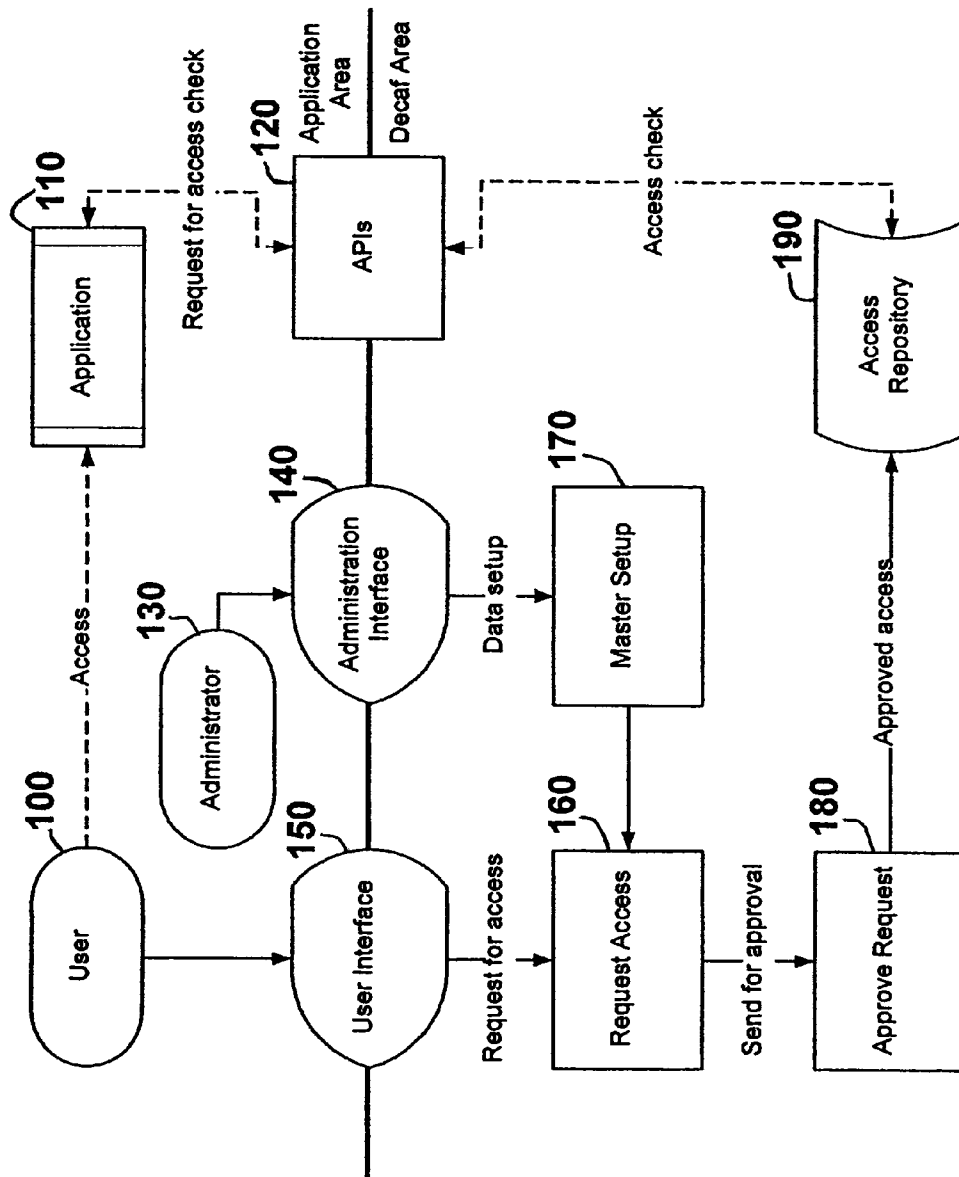 100
User
Access
110
Application
130
Administrator
Request for access check
150
User Interface
140
Administration
Interface
120
APIs
Application
Area
Decaf Area
Request for access
Data setup
Access check
160
Request Access
170
Master Setup
Send for approval
180
Approve Request
Approved access
190
Access
Repository